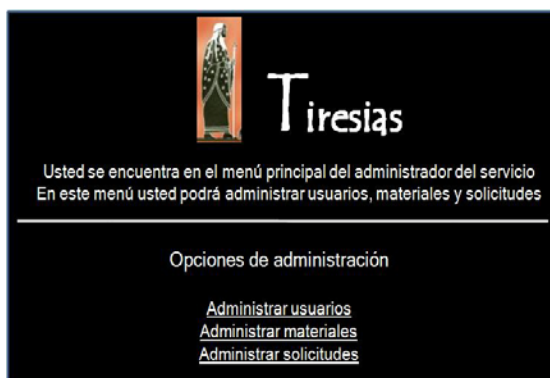 Tiresias
Usted se encuentra en el menú principal del administrador del servicio
En este menú usted podrá administrar usuarios, materiales y solicitudes
Opciones de administración
Administrar usuarios
Administrar materiales
Administrar solicitudes